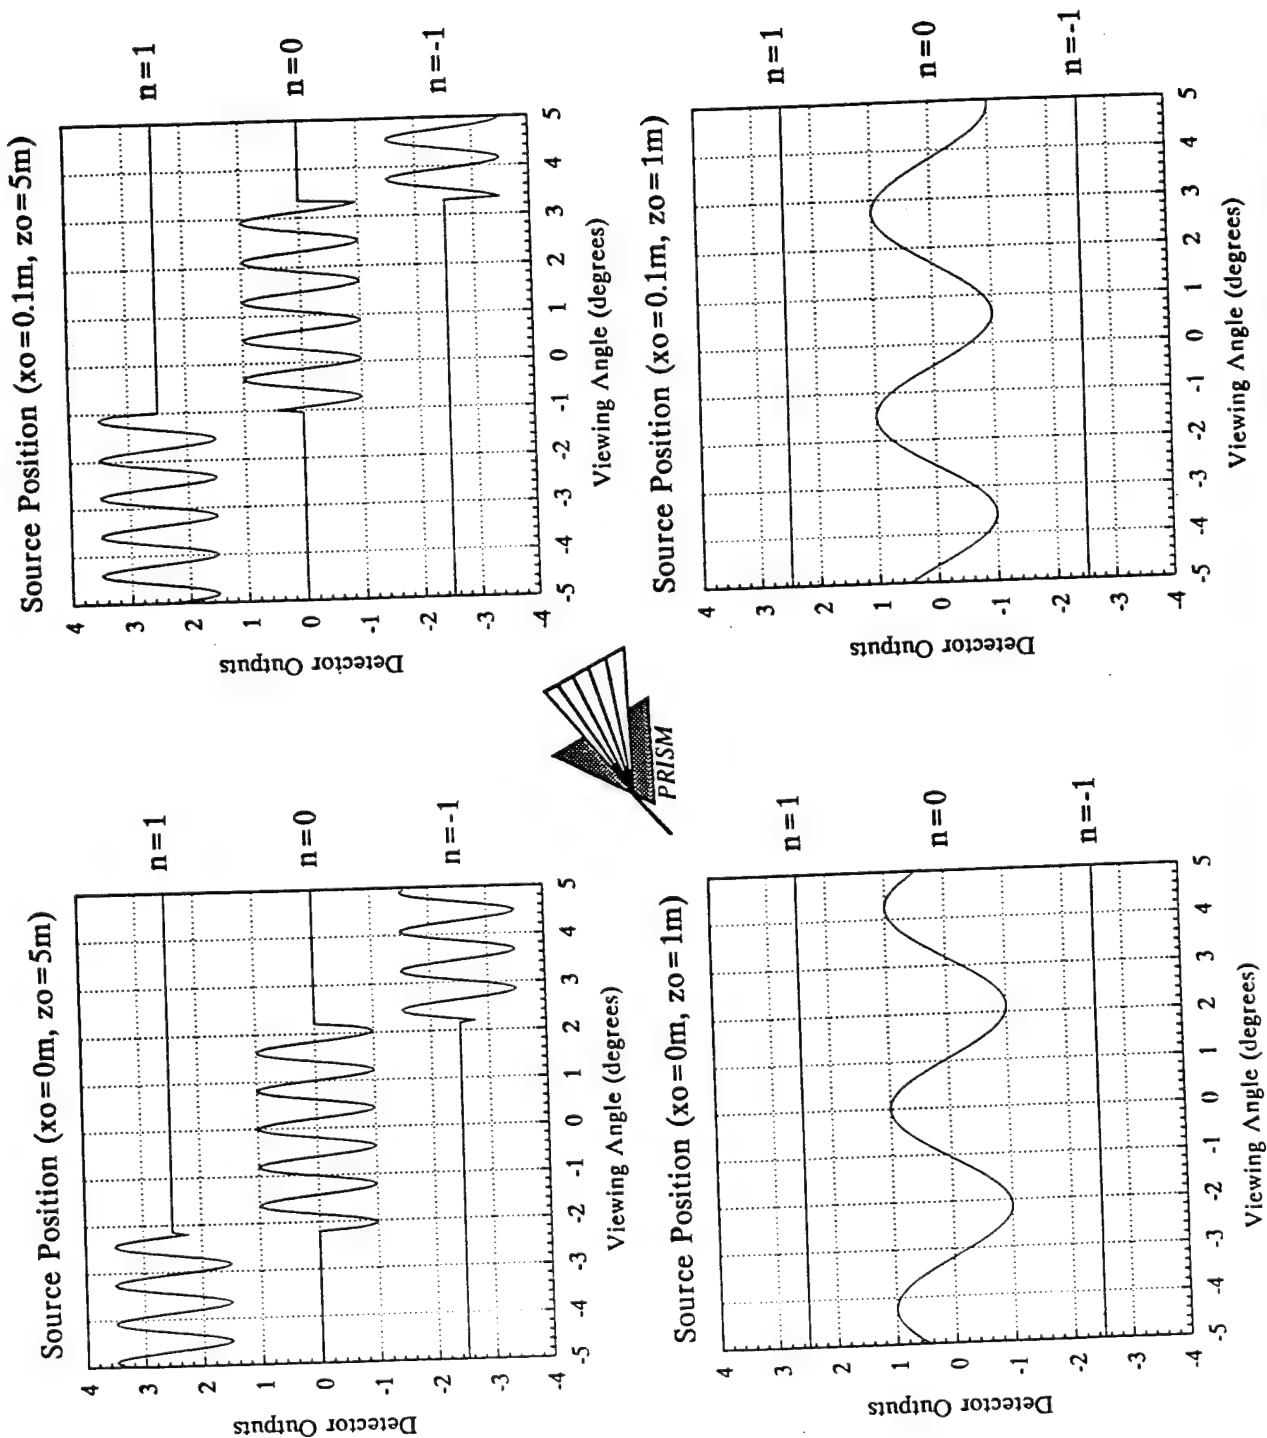 Source Position (xo=0m, zo=5m)
Detector Outputs
4
3
2
1
0
-1
-2
-3
-4
n=1
n=0
n=-1
-5 -4 -3 -2 -1 0 1 2 3 4 5
Viewing Angle (degrees)
Source Position (xo=0.1m, zo=5m)
Detector Outputs
4
3
2
1
0
-1
-2
-3
-4
n=1
n=0
n=-1
-5 -4 -3 -2 -1 0 1 2 3 4 5
Viewing Angle (degrees)
PRISM
Source Position (xo=0m, zo=1m)
Detector Outputs
4
3
2
1
0
-1
-2
-3
-4
n=1
n=0
n=-1
-5 -4 -3 -2 -1 0 1 2 3 4 5
Viewing Angle (degrees)
Source Position (xo=0.1m, zo=1m)
Detector Outputs
4
3
2
1
0
-1
-2
-3
-4
n=1
n=0
n=-1
-5 -4 -3 -2 -1 0 1 2 3 4 5
Viewing Angle (degrees)